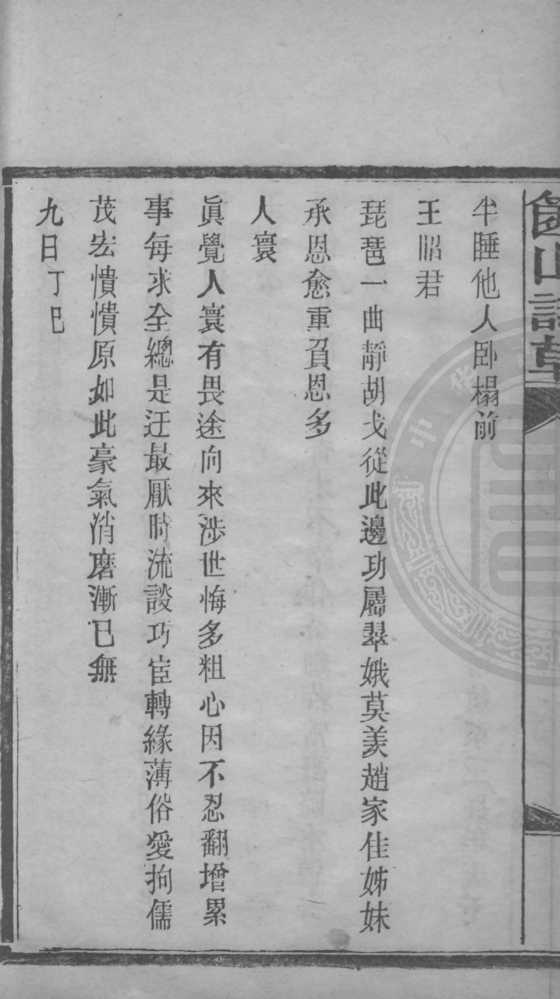 半睡他人卧榻前
王昭君
琵琶一曲靜胡戈從此邊功屬翠娥莫羨趙家佳姊妹
承恩愈重負恩多
人寰
眞覺人寰有畏途向來涉世悔多粗心因不忍翻增累
事每求全總是迂最厭時流談巧宦轉緣薄俗愛拘儒
茂宏憒憒原如此豪氣消磨漸已無
九日丁巳